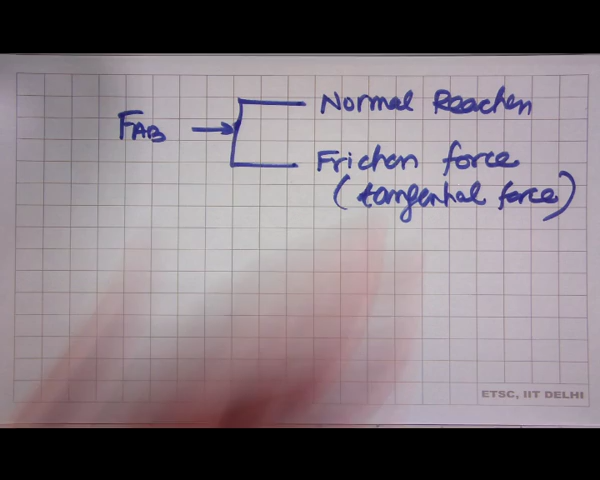 Normal Reaction
FAB →
Friction force
(tangential force)
ETSC, IIT DELHI